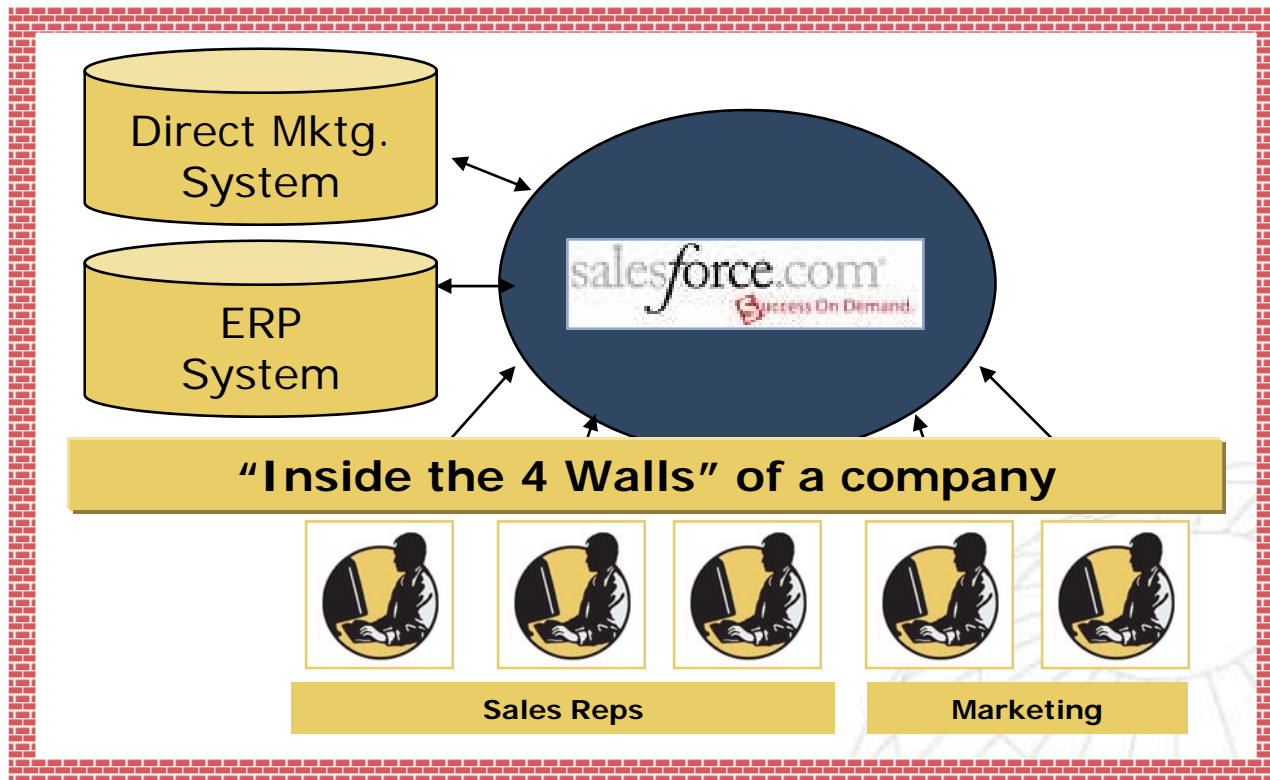 Direct Mktg.
System
ERP
System
salesforce.com®
Success On Demand.
“Inside the 4 Walls” of a company
Sales Reps
Marketing